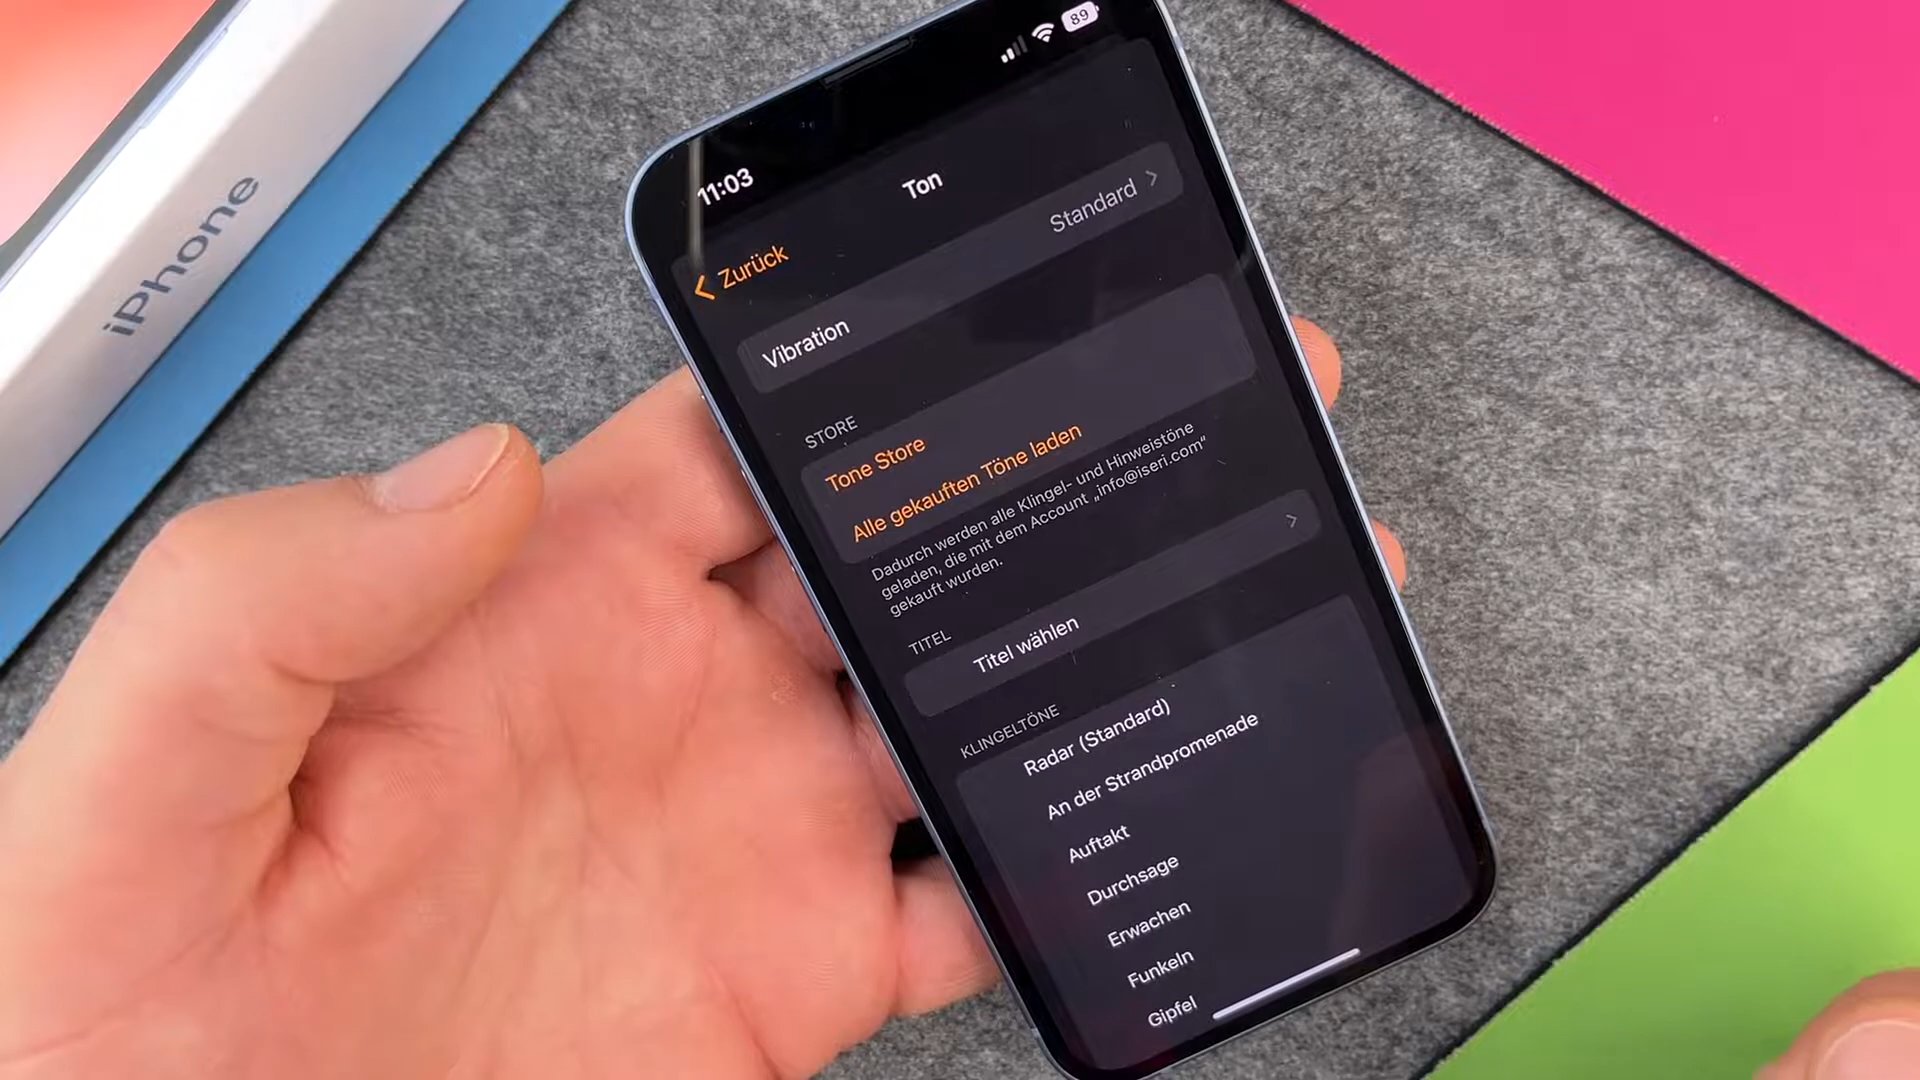 iPhone
89
11:03
Ton
Zurück
Vibration Standard
STORE
Tone Store
Alle gekauften Töne laden
Dadurch werden alle Klingel- und Hinweistöne
geladen, die mit dem Account „info@iseri.com“
gekauft wurden.
TITEL
Titel wählen
KLINGELTÖNE
Radar (Standard)
An der Strandpromenade
Auftakt
Durchsage
Erwachen
Funkeln
Gipfel